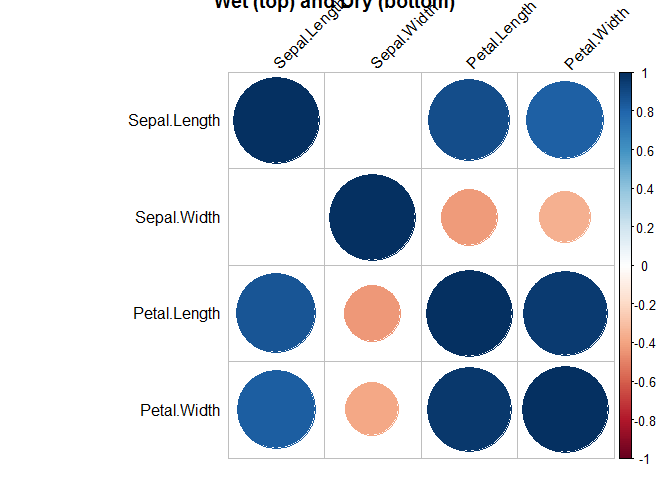 Wet (top) and Dry (bottom)
Sepal.Length
Sepal.Width
Petal.Length
Petal.Width
Sepal.Length
Sepal.Width
Petal.Length
Petal.Width
1
0.8
0.6
0.4
0.2
0
-0.2
-0.4
-0.6
-0.8
-1